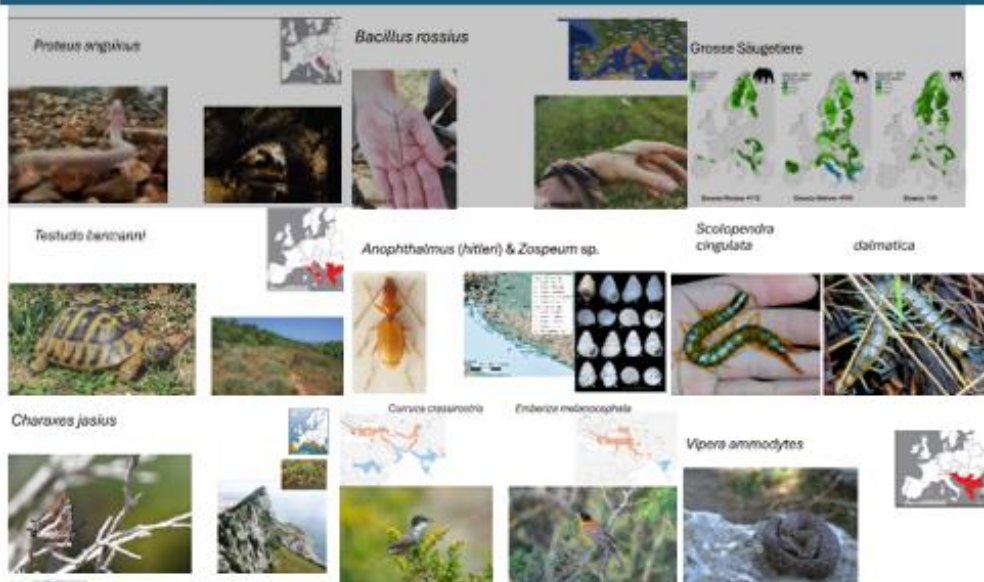 Proteus anguinus
Bacillus rossius
Grosse Säugetiere
Testudo hermanni
Anophthalmus (hitleri) & Zospeum sp.
Scolopendra
cingulata
dalmatica
Charaxes jasius
Curruca crassirostris
Emberiza melanocephala
Vipera ammodytes